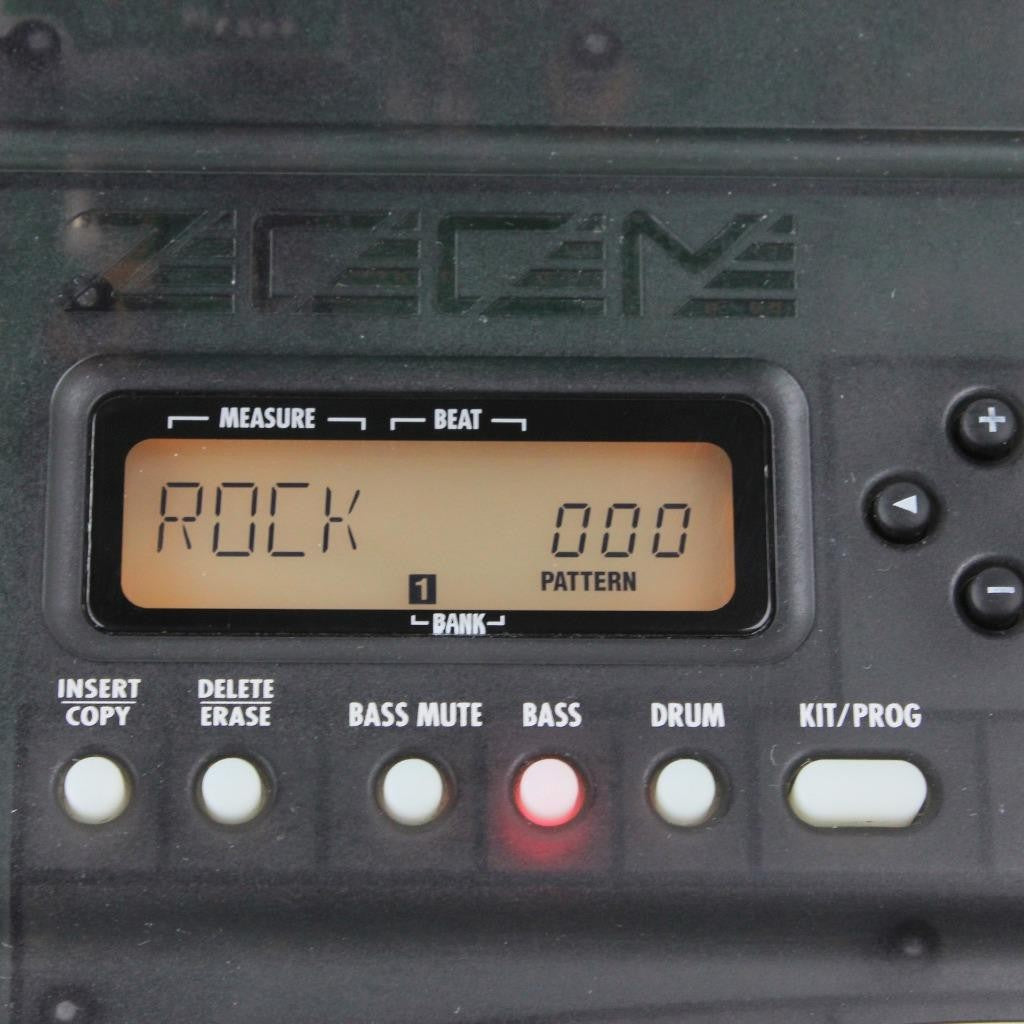 ZOOM
MEASURE BEAT
ROCK 000
1 PATTERN
BANK
INSERT
COPY
DELETE
ERASE
BASS MUTE BASS DRUM KIT/PROG